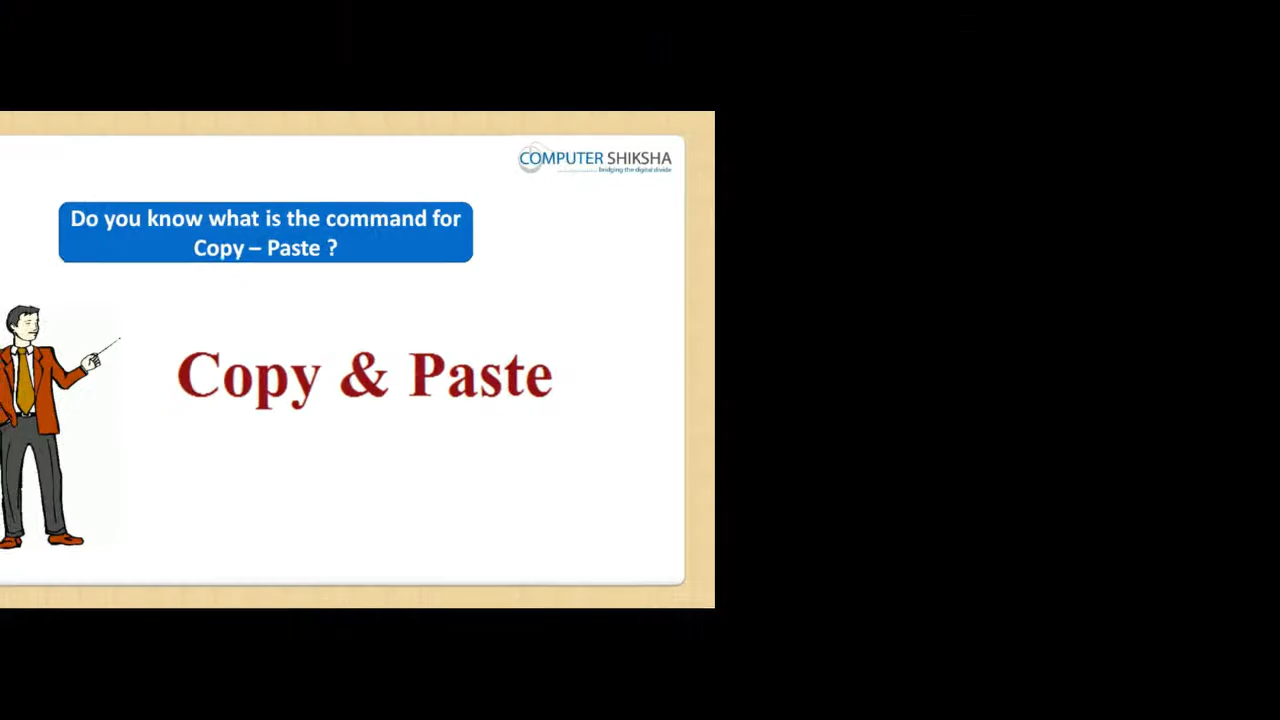 COMPUTER SHIKSHA
bridging the digital divide
Do you know what is the command for
Copy – Paste ?
Copy & Paste